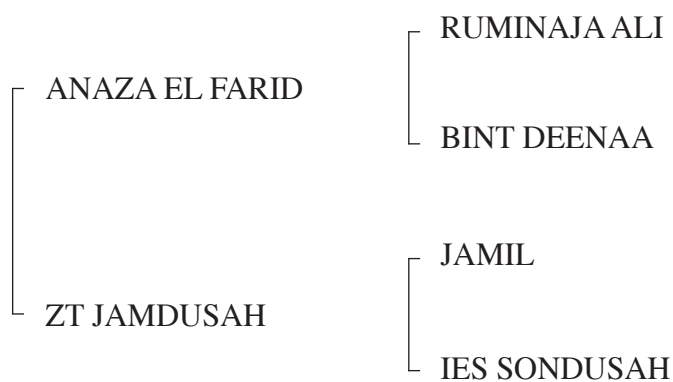 RUMINAJA ALI
ANAZA EL FARID
BINT DEENAA
JAMIL
ZT JAMDUSAH
IES SONDUSAH